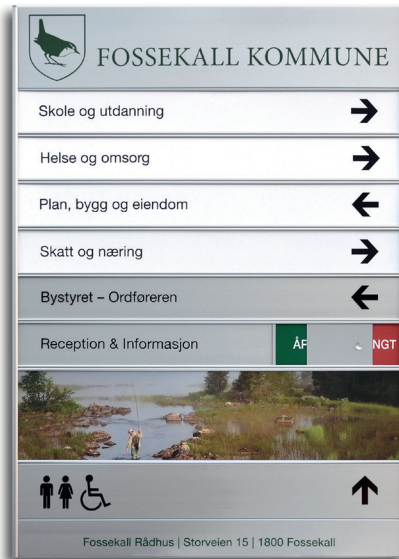 FOSSEKALL KOMMUNE
Skole og utdanning
Helse og omsorg
Plan, bygg og eiendom
Skatt og næring
Bystyret – Ordføreren
Reception & Informasjon ÅP NGT
Fossekall Rådhus | Storveien 15 | 1800 Fossekall